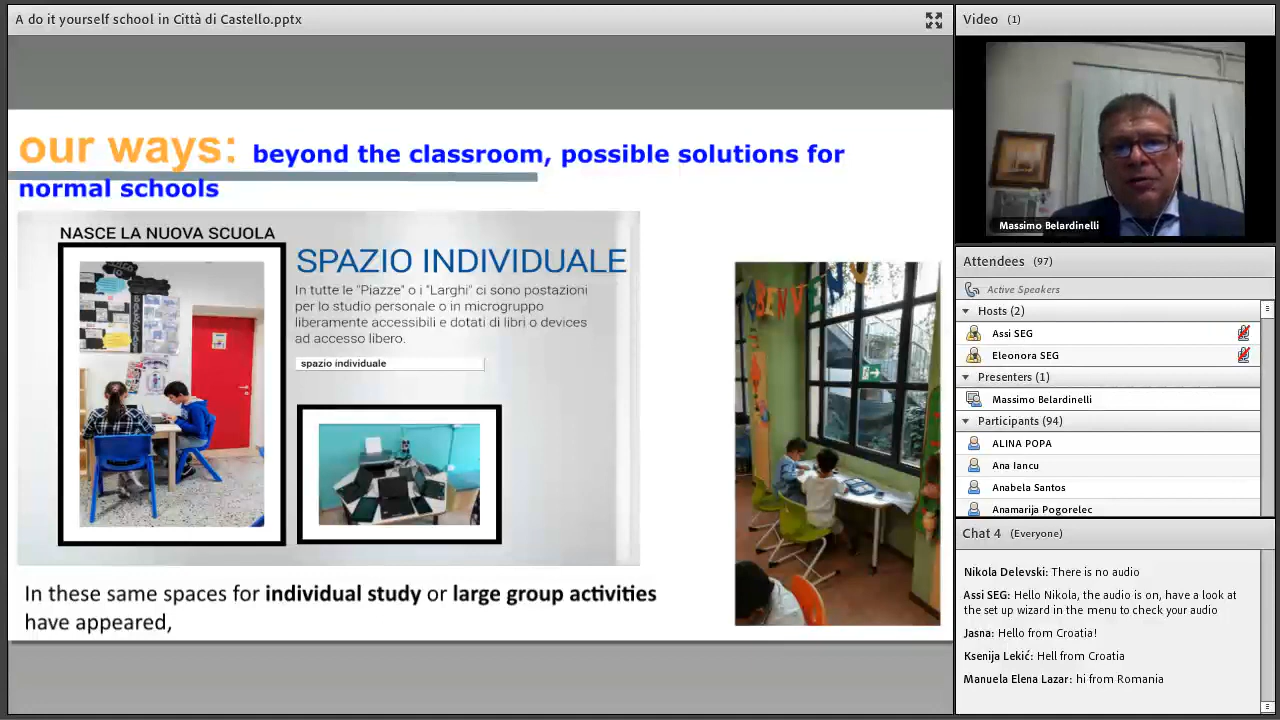 A do it yourself school in Città di Castello.pptx
our ways: beyond the classroom, possible solutions for
normal schools
NASCE LA NUOVA SCUOLA
SPAZIO INDIVIDUALE
In tutte le "Piazze" o i "Larghi" ci sono postazioni
per lo studio personale o in microgruppo
liberamente accessibili e dotati di libri o devices
ad accesso libero.
spazio individuale
BENVENU
In these same spaces for individual study or large group activities
have appeared,
Video (1)
Massimo Belardinelli
Attendees (97)
Active Speakers
Hosts (2)
Assi SEG
Eleonora SEG
Presenters (1)
Massimo Belardinelli
Participants (94)
ALINA POPA
Ana Iancu
Anabela Santos
Anamarija Pogorelec
Chat 4 (Everyone)
Nikola Delevski: There is no audio
Assi SEG: Hello Nikola, the audio is on, have a look at
the set up wizard in the menu to check your audio
Jasna: Hello from Croatia!
Ksenija Lekić: Hell from Croatia
Manuela Elena Lazar: hi from Romania